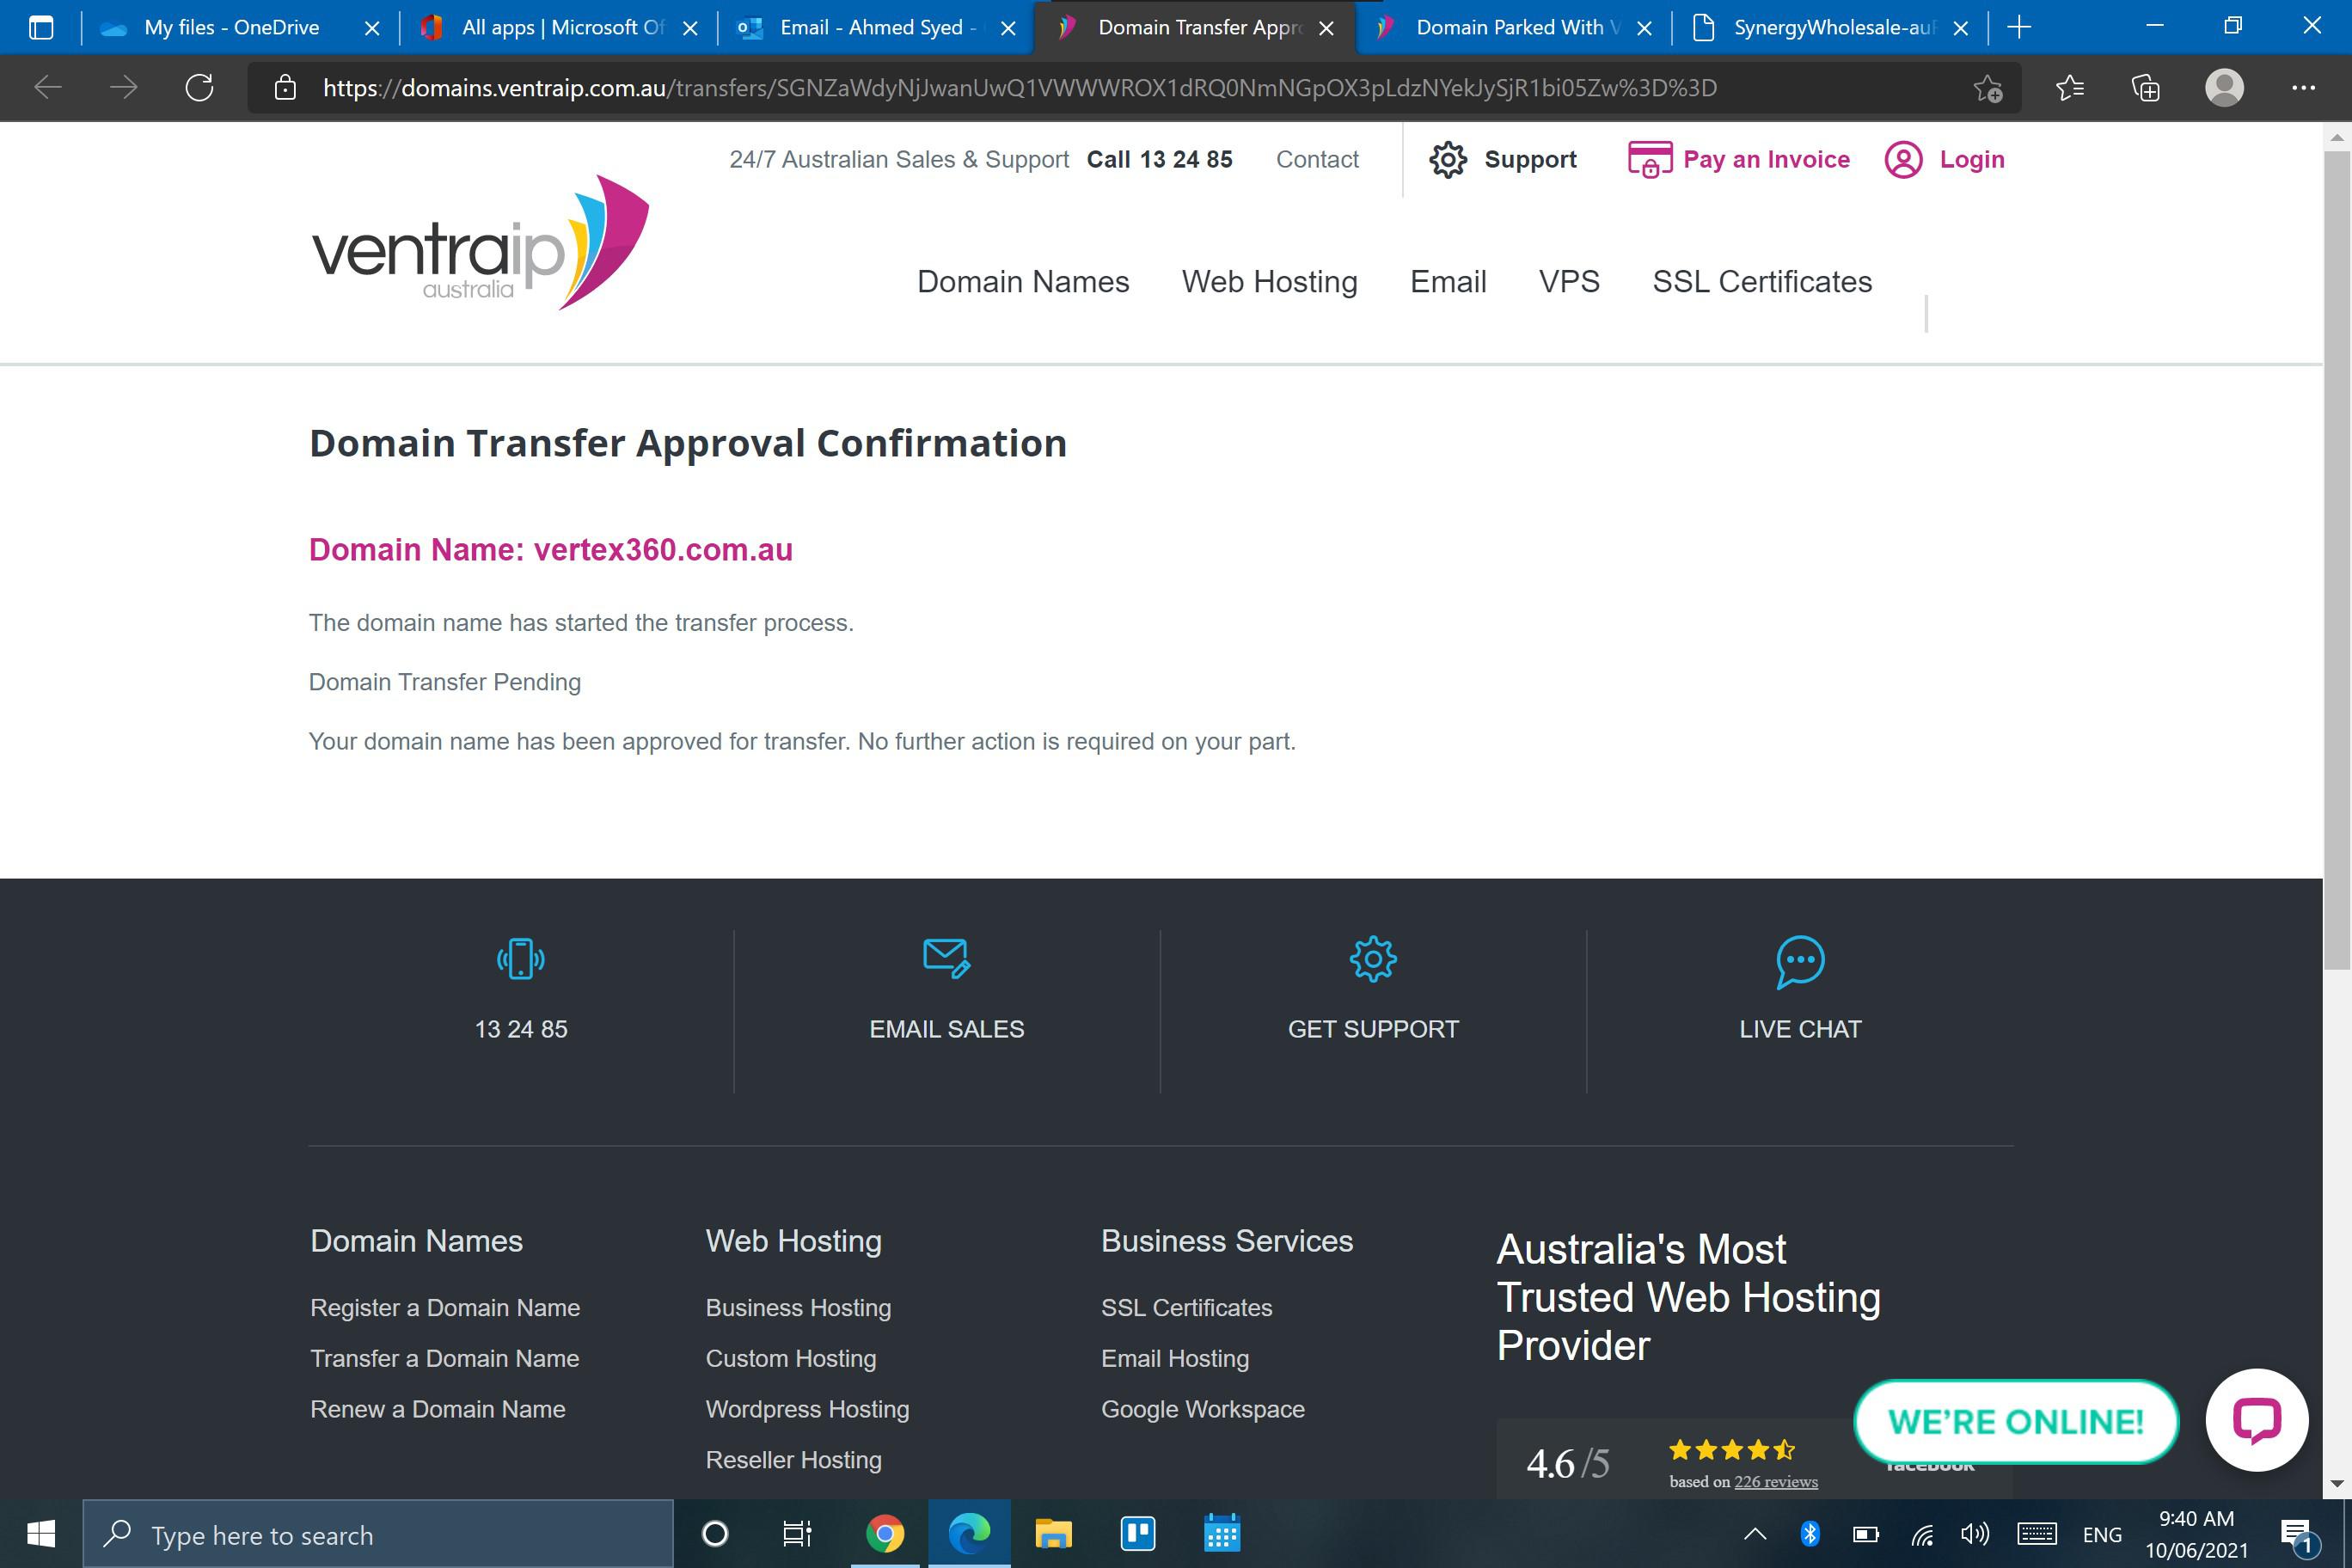 My files - OneDrive
All apps | Microsoft Of
Email - Ahmed Syed -
Domain Transfer Appro
Domain Parked With V
SynergyWholesale-auF
https://domains.ventraip.com.au/transfers/SGNZaWdyNjJwanUwQ1VWWWROX1dRQ0NmNGpOX3pLdzNYekJySjR1bi05Zw%3D%3D
24/7 Australian Sales & Support Call 13 24 85 Contact
Support
Pay an Invoice
Login
ventraip
australia
Domain Names Web Hosting Email VPS SSL Certificates
Domain Transfer Approval Confirmation
Domain Name: vertex360.com.au
The domain name has started the transfer process.
Domain Transfer Pending
Your domain name has been approved for transfer. No further action is required on your part.
13 24 85
EMAIL SALES
GET SUPPORT
LIVE CHAT
Domain Names
Register a Domain Name
Transfer a Domain Name
Renew a Domain Name
Web Hosting
Business Hosting
Custom Hosting
Wordpress Hosting
Reseller Hosting
Business Services
SSL Certificates
Email Hosting
Google Workspace
Australia's Most
Trusted Web Hosting
Provider
4.6 /5
based on 226 reviews
facebook
WE'RE ONLINE!
Type here to search
ENG
9:40 AM
10/06/2021
1